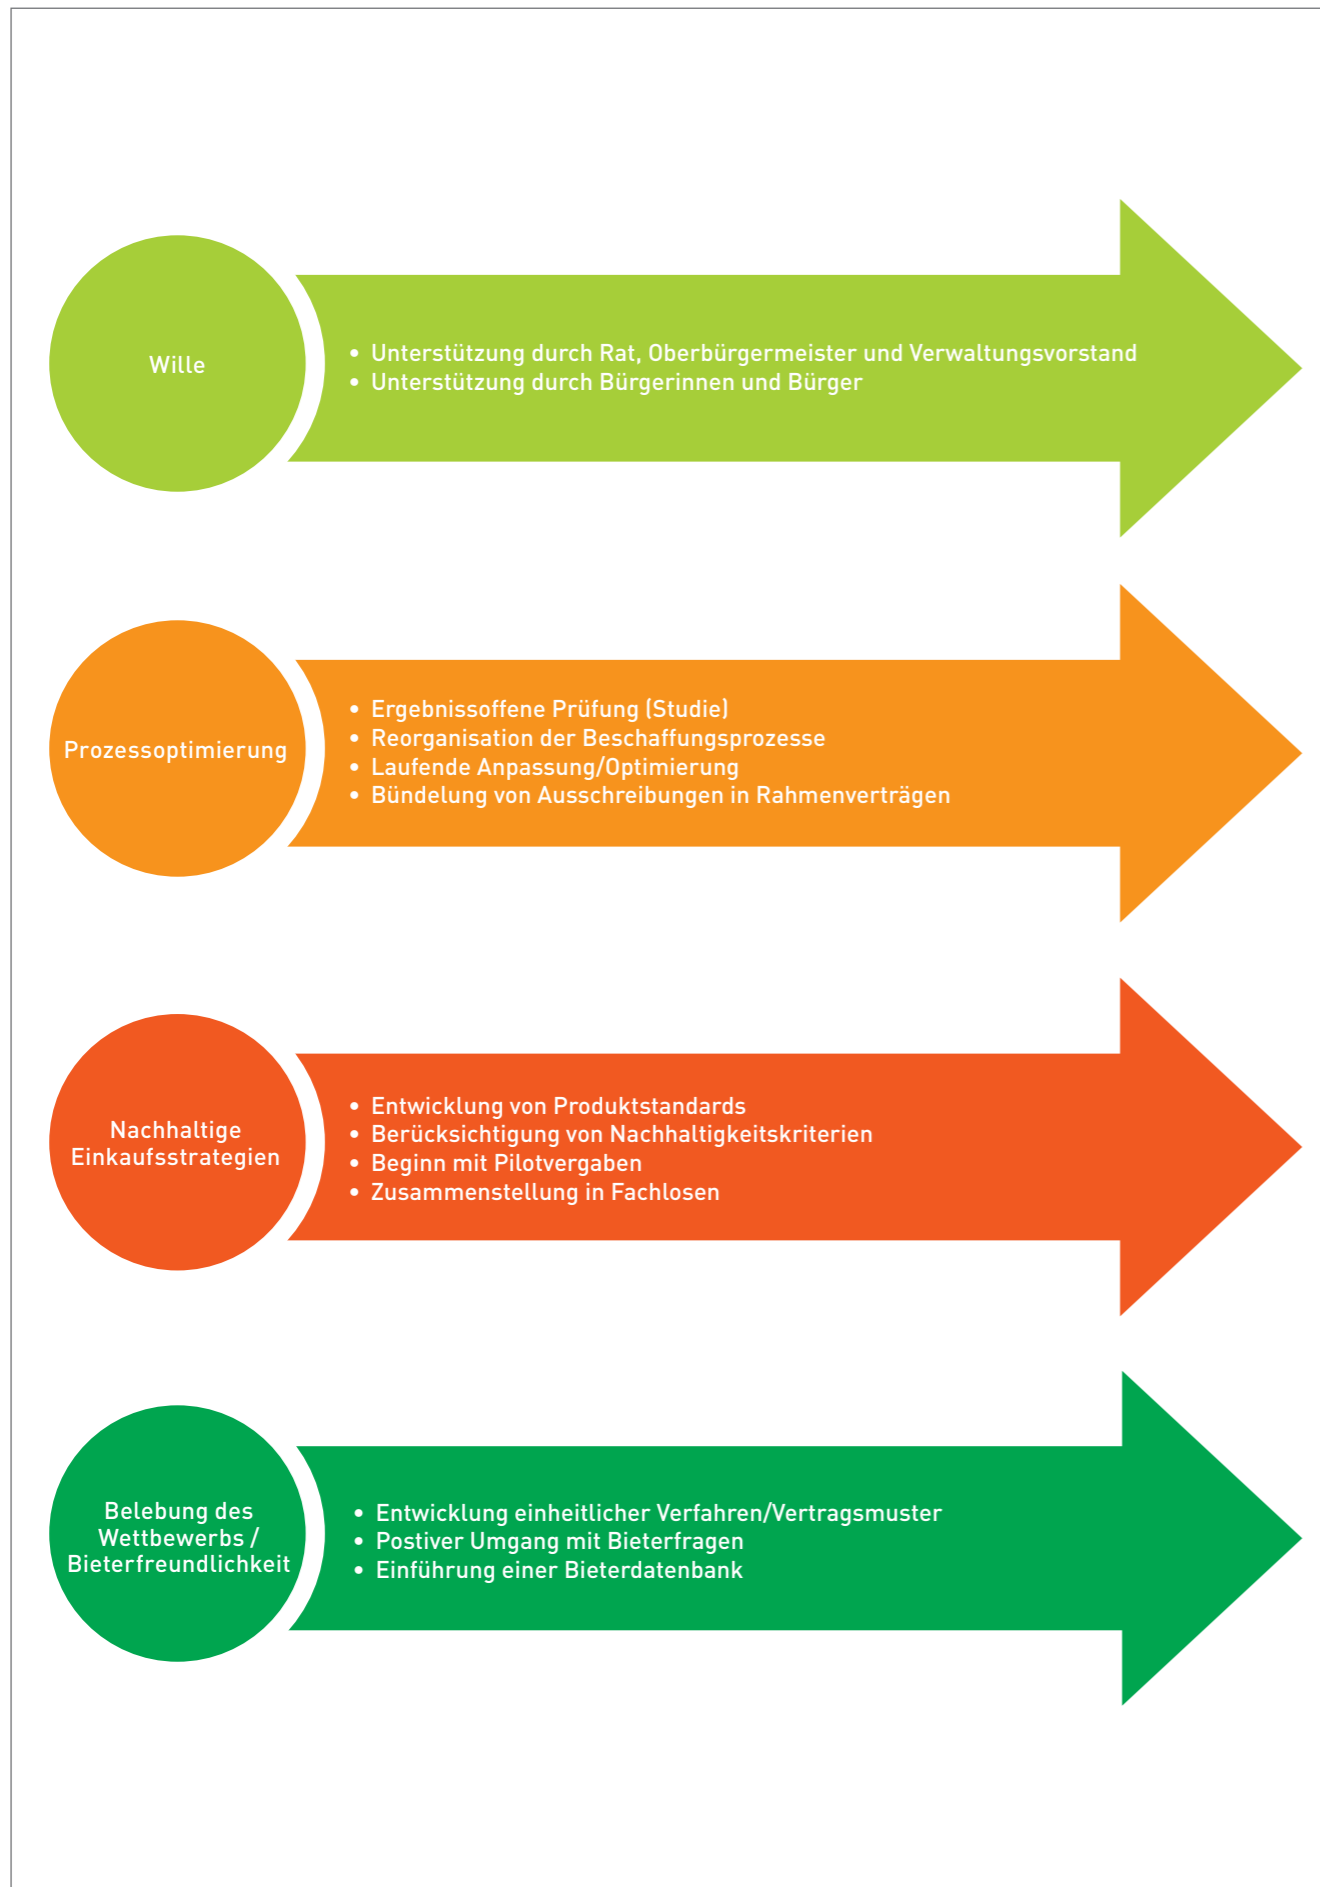 Wille
• Unterstützung durch Rat, Oberbürgermeister und Verwaltungsvorstand
• Unterstützung durch Bürgerinnen und Bürger
Prozessoptimierung
• Ergebnissoffene Prüfung (Studie)
• Reorganisation der Beschaffungsprozesse
• Laufende Anpassung/Optimierung
• Bündelung von Ausschreibungen in Rahmenverträgen
Nachhaltige
Einkaufsstrategien
• Entwicklung von Produktstandards
• Berücksichtigung von Nachhaltigkeitskriterien
• Beginn mit Pilotvergaben
• Zusammenstellung in Fachlosen
Belebung des
Wettbewerbs /
Bieterfreundlichkeit
• Entwicklung einheitlicher Verfahren/Vertragsmuster
• Postiver Umgang mit Bieterfragen
• Einführung einer Bieterdatenbank